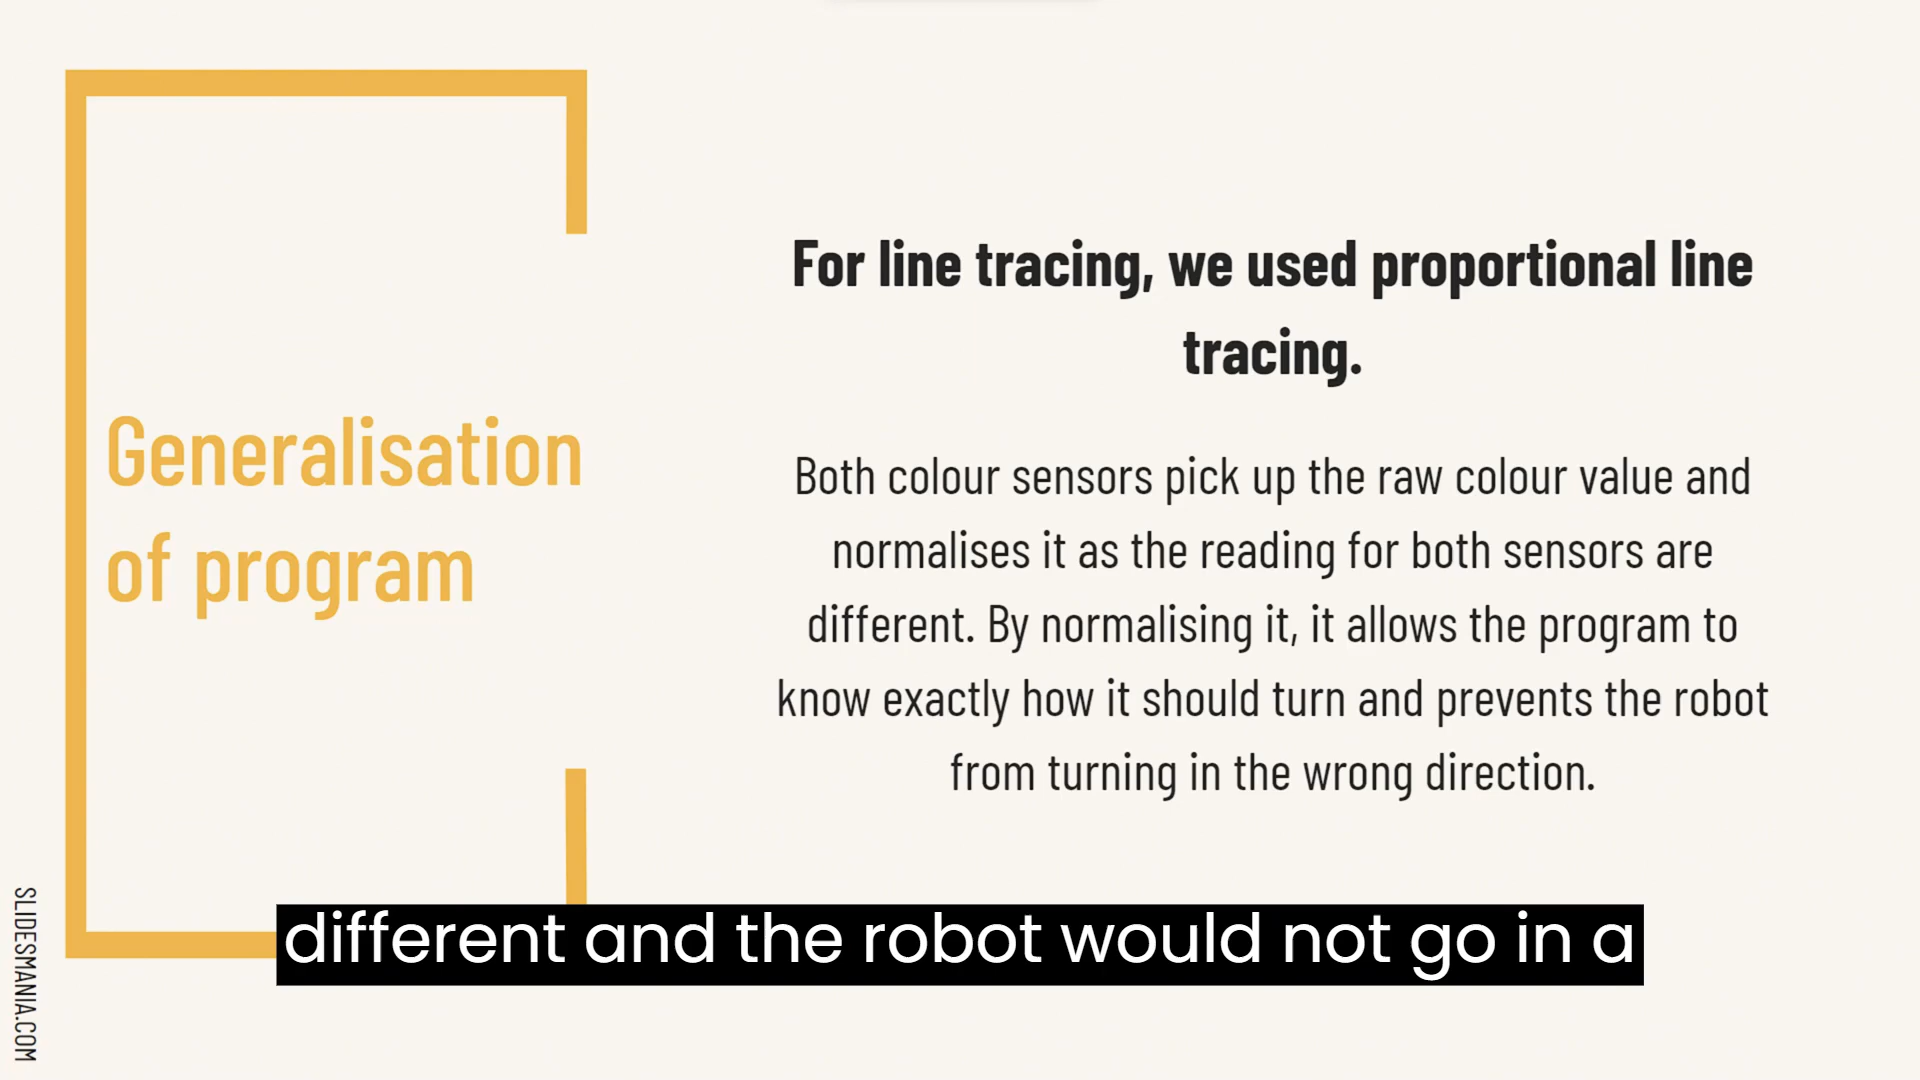 Generalisation
of program
For line tracing, we used proportional line
tracing.
Both colour sensors pick up the raw colour value and
normalises it as the reading for both sensors are
different. By normalising it, it allows the program to
know exactly how it should turn and prevents the robot
from turning in the wrong direction.
different and the robot would not go in a
SLIDESMANIA.COM